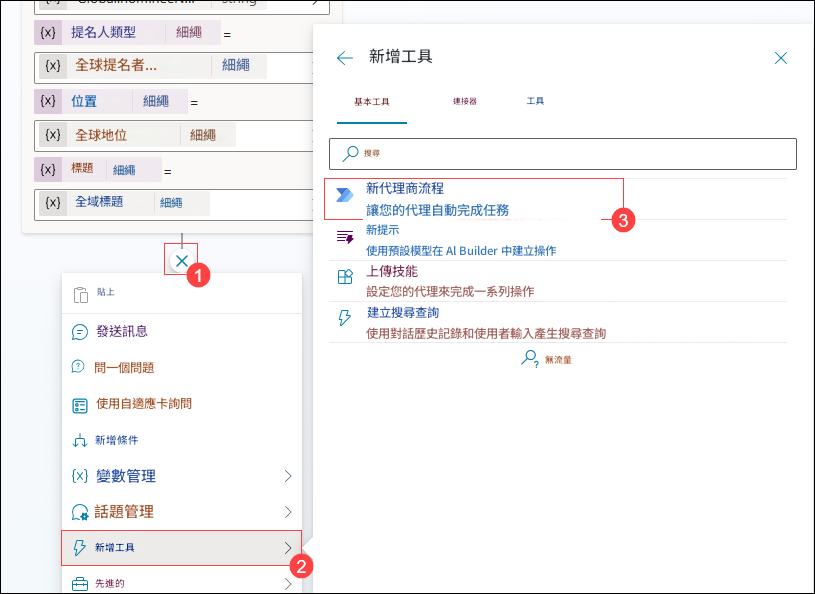 {x} GlobalnomineeN... string
{x} 提名人類型 細繩 =
{x} 全球提名者... 細繩
{x} 位置 細繩 =
{x} 全球地位 細繩
{x} 標題 細繩 =
{x} 全域標題 細繩
1
貼上
發送訊息
問一個問題
使用自適應卡詢問
新增條件
{x} 變數管理
話題管理
新增工具
2
先進的
新增工具
基本工具 連接器 工具
搜尋
新代理商流程
讓您的代理自動完成任務
3
新提示
使用預設模型在 Al Builder 中建立操作
上傳技能
設定您的代理來完成一系列操作
建立搜尋查詢
使用對話歷史記錄和使用者輸入產生搜尋查詢
無流量